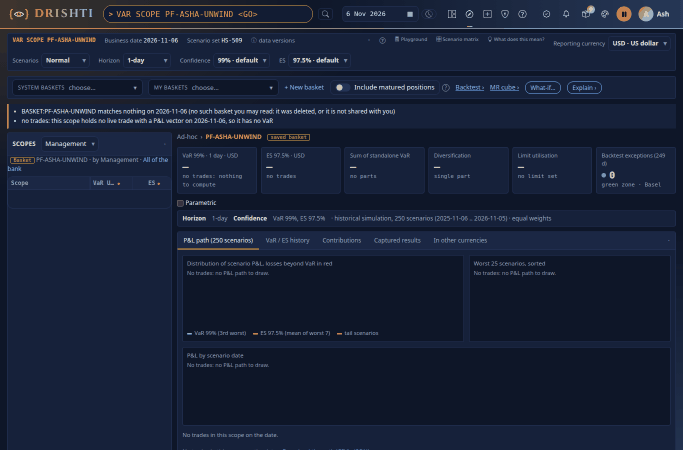 DRISHTI
> VAR SCOPE PF-ASHA-UNWIND <GO>
6 Nov 2026
Ash
VAR SCOPE PF-ASHA-UNWIND
Business date 2026-11-06
Scenario set HS-509
data versions
Playground
Scenario matrix
What does this mean?
Reporting currency
USD · US dollar
Scenarios Normal
Horizon 1-day
Confidence 99% · default
ES 97.5% · default
SYSTEM BASKETS choose...
MY BASKETS choose...
+ New basket
Include matured positions
Backtest ›
MR cube ›
What-if...
Explain ›
• BASKET:PF-ASHA-UNWIND matches nothing on 2026-11-06 (no such basket you may read: it was deleted, or it is not shared with you)
• no trades: this scope holds no live trade with a P&L vector on 2026-11-06, so it has no VaR
SCOPES Management
Basket PF-ASHA-UNWIND · by Management · All of the bank
Scope
VaR U...
ES
Ad-hoc › PF-ASHA-UNWIND saved basket
VaR 99% · 1 day · USD
—
no trades: nothing to compute
ES 97.5% · USD
—
no trades
Sum of standalone VaR
—
no parts
Diversification
—
single part
Limit utilisation
—
no limit set
Backtest exceptions (249
0
green zone · Basel
Parametric
Horizon 1-day Confidence VaR 99%, ES 97.5% · historical simulation, 250 scenarios (2025-11-06 .. 2026-11-05) · equal weights
P&L path (250 scenarios)
VaR / ES history
Contributions
Captured results
In other currencies
Distribution of scenario P&L, losses beyond VaR in red
No trades: no P&L path to draw.
VaR 99% (3rd worst)
ES 97.5% (mean of worst 7)
tail scenarios
Worst 25 scenarios, sorted
No trades: no P&L path to draw.
P&L by scenario date
No trades: no P&L path to draw.
No trades in this scope on the date.